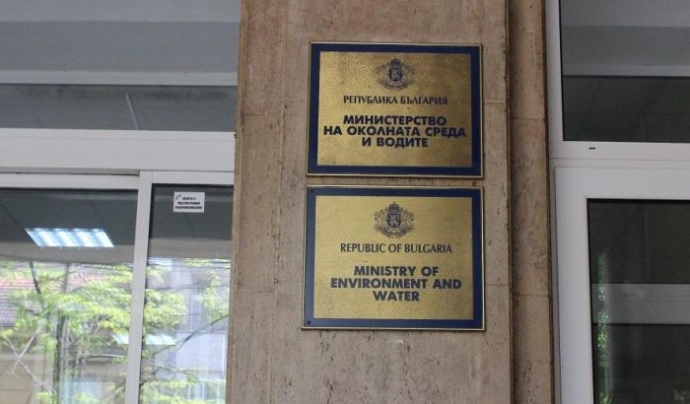 РЕПУБЛИКА БЪЛГАРИЯ
МИНИСТЕРСТВО
НА ОКОЛНАТА СРЕДА
И ВОДИТЕ
REPUBLIC OF BULGARIA
MINISTRY OF
ENVIRONMENT AND
WATER